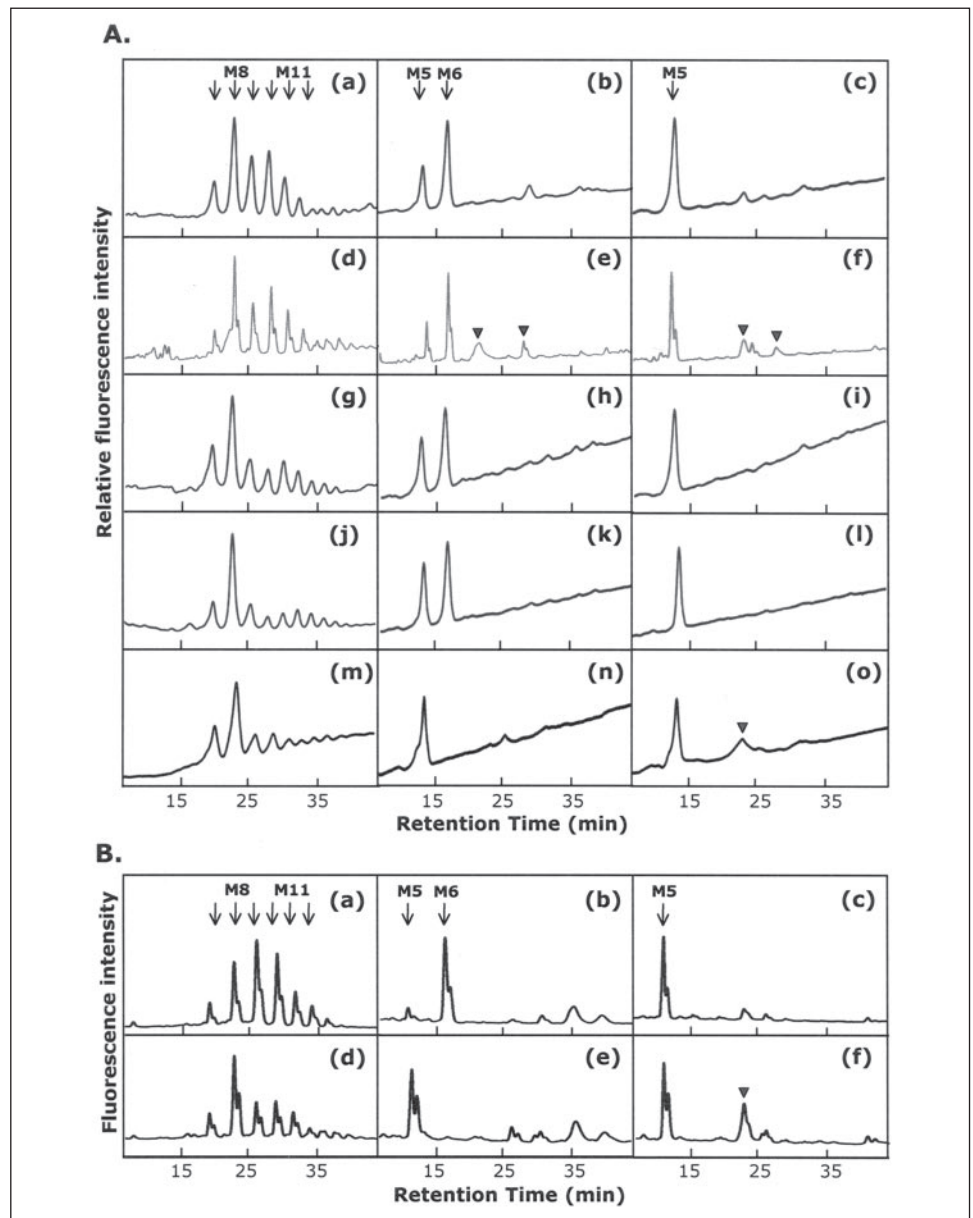 A.
M8 M11 (a) M5 M6 (b) M5 (c)
(d) (e) (f)
(g) (h) (i)
(j) (k) (l)
(m) (n) (o)
Relative fluorescence intensity
15 25 35 15 25 35 15 25 35
Retention Time (min)
B.
M8 M11 (a) M5 M6 (b) M5 (c)
(d) (e) (f)
Fluorescence intensity
15 25 35 15 25 35 15 25 35
Retention Time (min)